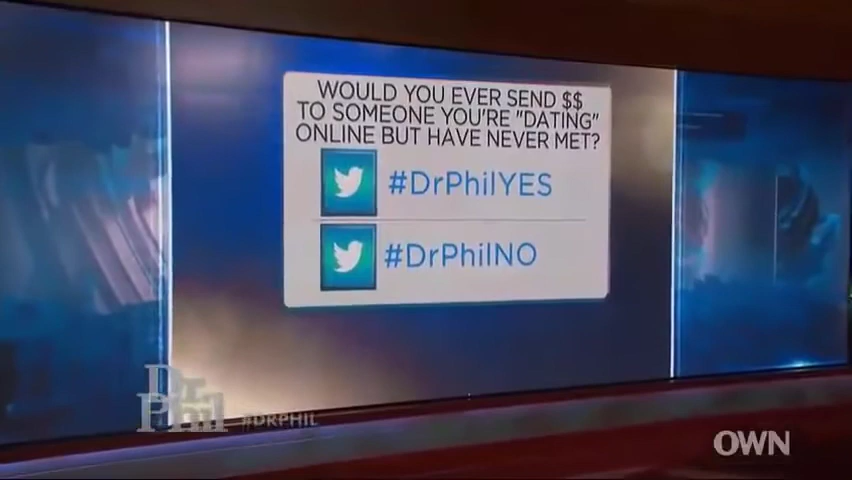 WOULD YOU EVER SEND $$
TO SOMEONE YOU'RE "DATING"
ONLINE BUT HAVE NEVER MET?
#DrPhilYES
#DrPhilNO
Dr.
Phil
#DRPHIL
OWN